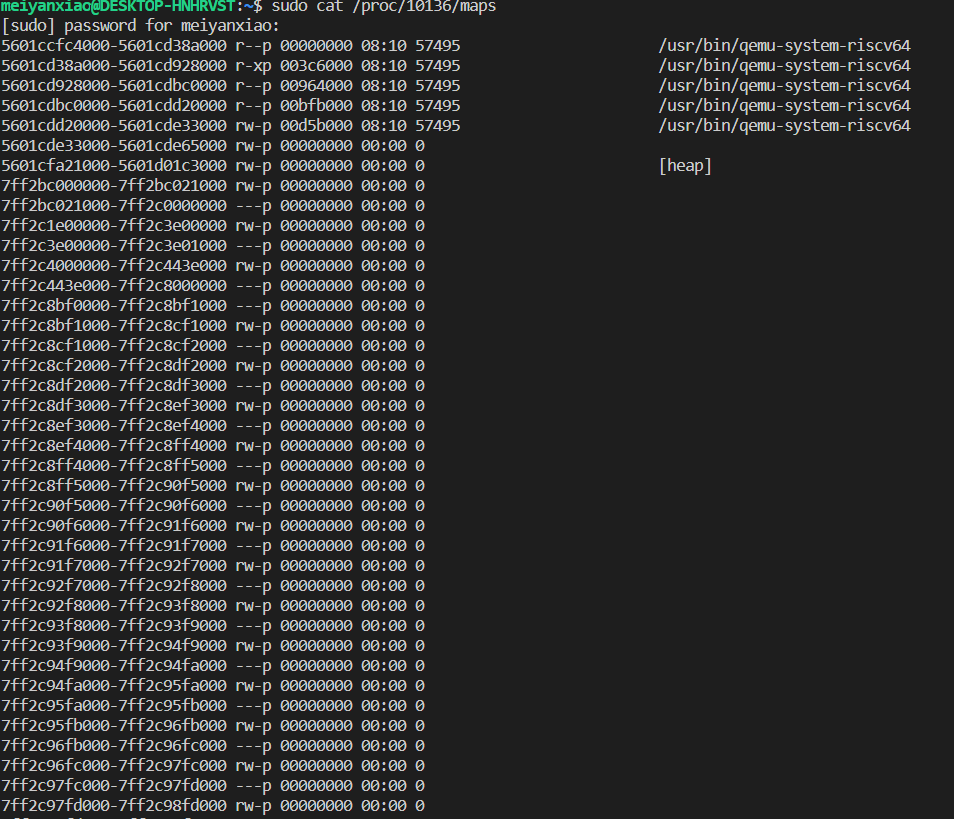 meiyanxiao@DESKTOP-HNHRVST:~$ sudo cat /proc/10136/maps
[sudo] password for meiyanxiao:
5601ccfc4000-5601cd38a000 r--p 00000000 08:10 57495 /usr/bin/qemu-system-riscv64
5601cd38a000-5601cd928000 r-xp 003c6000 08:10 57495 /usr/bin/qemu-system-riscv64
5601cd928000-5601cdbc0000 r--p 00964000 08:10 57495 /usr/bin/qemu-system-riscv64
5601cdbc0000-5601cdd20000 r--p 00bfb000 08:10 57495 /usr/bin/qemu-system-riscv64
5601cdd20000-5601cde33000 rw-p 00d5b000 08:10 57495 /usr/bin/qemu-system-riscv64
5601cde33000-5601cde65000 rw-p 00000000 00:00 0
5601cfa21000-5601d01c3000 rw-p 00000000 00:00 0 [heap]
7ff2bc000000-7ff2bc021000 rw-p 00000000 00:00 0
7ff2bc021000-7ff2c0000000 ---p 00000000 00:00 0
7ff2c1e00000-7ff2c3e00000 rw-p 00000000 00:00 0
7ff2c3e00000-7ff2c3e01000 ---p 00000000 00:00 0
7ff2c4000000-7ff2c443e000 rw-p 00000000 00:00 0
7ff2c443e000-7ff2c8000000 ---p 00000000 00:00 0
7ff2c8bf0000-7ff2c8bf1000 ---p 00000000 00:00 0
7ff2c8bf1000-7ff2c8cf1000 rw-p 00000000 00:00 0
7ff2c8cf1000-7ff2c8cf2000 ---p 00000000 00:00 0
7ff2c8cf2000-7ff2c8df2000 rw-p 00000000 00:00 0
7ff2c8df2000-7ff2c8df3000 ---p 00000000 00:00 0
7ff2c8df3000-7ff2c8ef3000 rw-p 00000000 00:00 0
7ff2c8ef3000-7ff2c8ef4000 ---p 00000000 00:00 0
7ff2c8ef4000-7ff2c8ff4000 rw-p 00000000 00:00 0
7ff2c8ff4000-7ff2c8ff5000 ---p 00000000 00:00 0
7ff2c8ff5000-7ff2c90f5000 rw-p 00000000 00:00 0
7ff2c90f5000-7ff2c90f6000 ---p 00000000 00:00 0
7ff2c90f6000-7ff2c91f6000 rw-p 00000000 00:00 0
7ff2c91f6000-7ff2c91f7000 ---p 00000000 00:00 0
7ff2c91f7000-7ff2c92f7000 rw-p 00000000 00:00 0
7ff2c92f7000-7ff2c92f8000 ---p 00000000 00:00 0
7ff2c92f8000-7ff2c93f8000 rw-p 00000000 00:00 0
7ff2c93f8000-7ff2c93f9000 ---p 00000000 00:00 0
7ff2c93f9000-7ff2c94f9000 rw-p 00000000 00:00 0
7ff2c94f9000-7ff2c94fa000 ---p 00000000 00:00 0
7ff2c94fa000-7ff2c95fa000 rw-p 00000000 00:00 0
7ff2c95fa000-7ff2c95fb000 ---p 00000000 00:00 0
7ff2c95fb000-7ff2c96fb000 rw-p 00000000 00:00 0
7ff2c96fb000-7ff2c96fc000 ---p 00000000 00:00 0
7ff2c96fc000-7ff2c97fc000 rw-p 00000000 00:00 0
7ff2c97fc000-7ff2c97fd000 ---p 00000000 00:00 0
7ff2c97fd000-7ff2c98fd000 rw-p 00000000 00:00 0